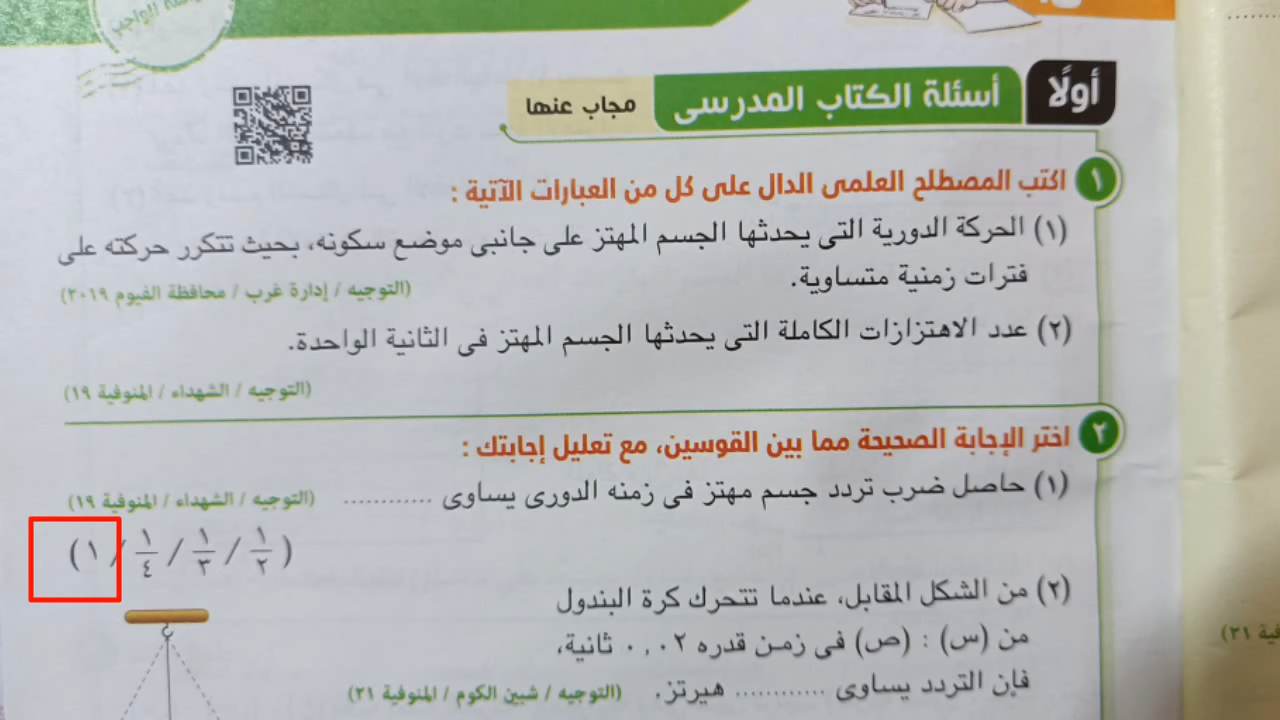 أولًا
أسئلة الكتاب المدرسى
مجاب عنها
١ اكتب المصطلح العلمى الدال على كل من العبارات الآتية :
(١) الحركة الدورية التى يحدثها الجسم المهتز على جانبى موضع سكونه، بحيث تتكرر حركته على
فترات زمنية متساوية.
(التوجيه / إدارة غرب / محافظة الفيوم ٢٠١٩)
(٢) عدد الاهتزازات الكاملة التى يحدثها الجسم المهتز فى الثانية الواحدة.
(التوجيه / الشهداء / المنوفية ١٩)
٢ اختر الإجابة الصحيحة مما بين القوسين، مع تعليل إجابتك :
(١) حاصل ضرب تردد جسم مهتز فى زمنه الدورى يساوى ............ (التوجيه / الشهداء / المنوفية ١٩)
(١/٢ / ١/٣ / ١/٤ / ١)
(٢) من الشكل المقابل، عندما تتحرك كرة البندول
من (س) : (ص) فى زمن قدره ٠,٠٢ ثانية،
فإن التردد يساوى ............ هيرتز. (التوجيه / شبين الكوم / المنوفية ٢١)